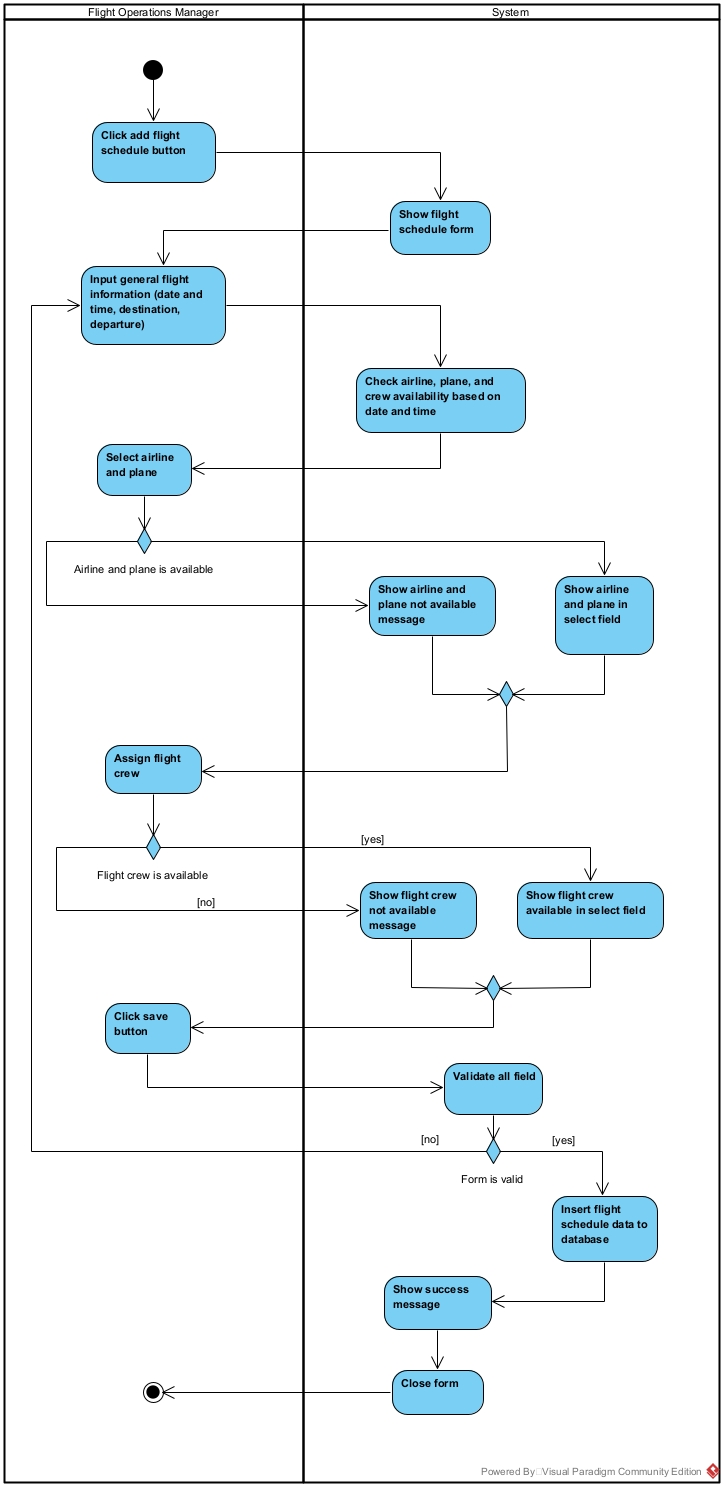 Flight Operations Manager
System
Click add flight
schedule button
Show filght
schedule form
Input general flight
information (date and
time, destination,
departure)
Check airline, plane, and
crew availability based on
date and time
Select airline
and plane
Airline and plane is available
Show airline and
plane not available
message
Show airline
and plane in
select field
Assign flight
crew
[yes]
Flight crew is available
[no]
Show flight crew
not available
message
Show flight crew
available in select field
Click save
button
Validate all field
[no]
[yes]
Form is valid
Insert flight
schedule data to
database
Show success
message
Close form
Powered By Visual Paradigm Community Edition